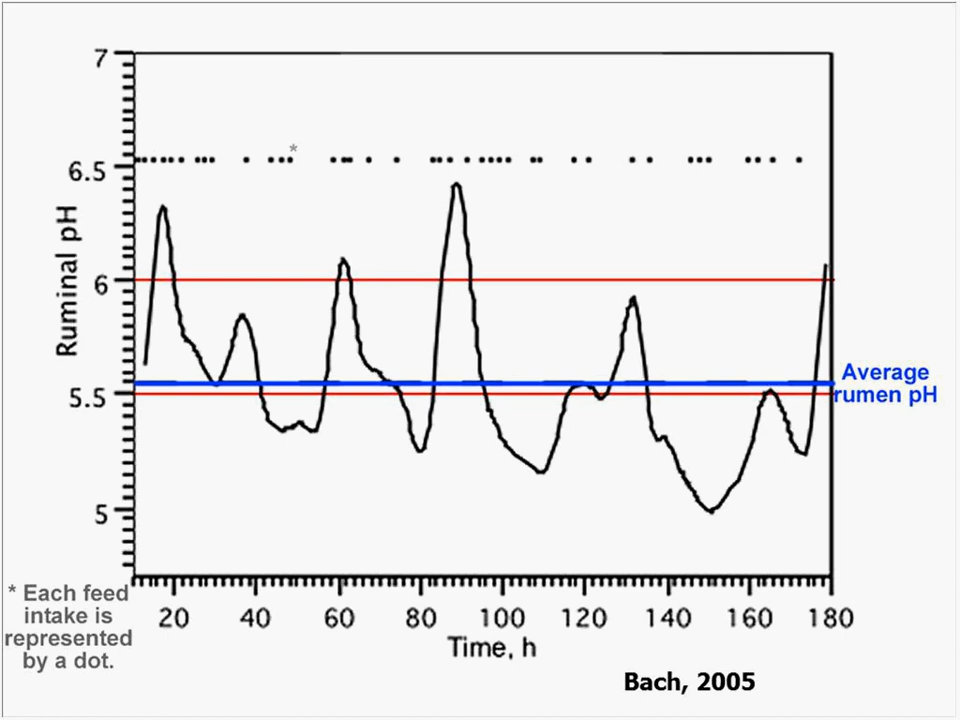 7
*
6.5
6
5.5
5
Ruminal pH
Average
rumen pH
* Each feed
intake is
represented
by a dot.
20 40 60 80 100 120 140 160 180
Time, h
Bach, 2005